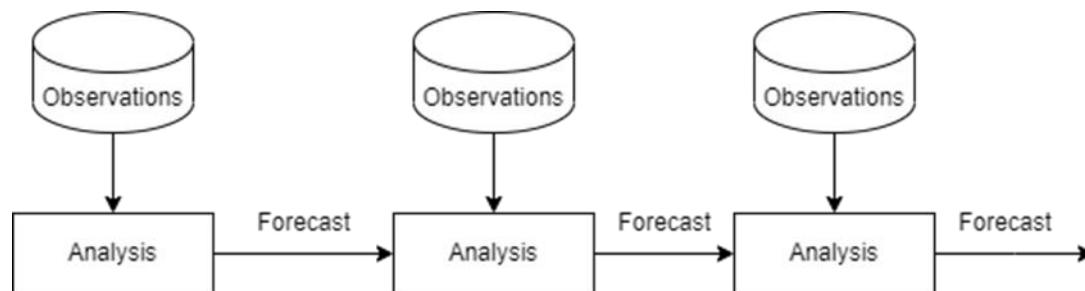 Observations
Observations
Observations
Forecast
Forecast
Forecast
Analysis
Analysis
Analysis